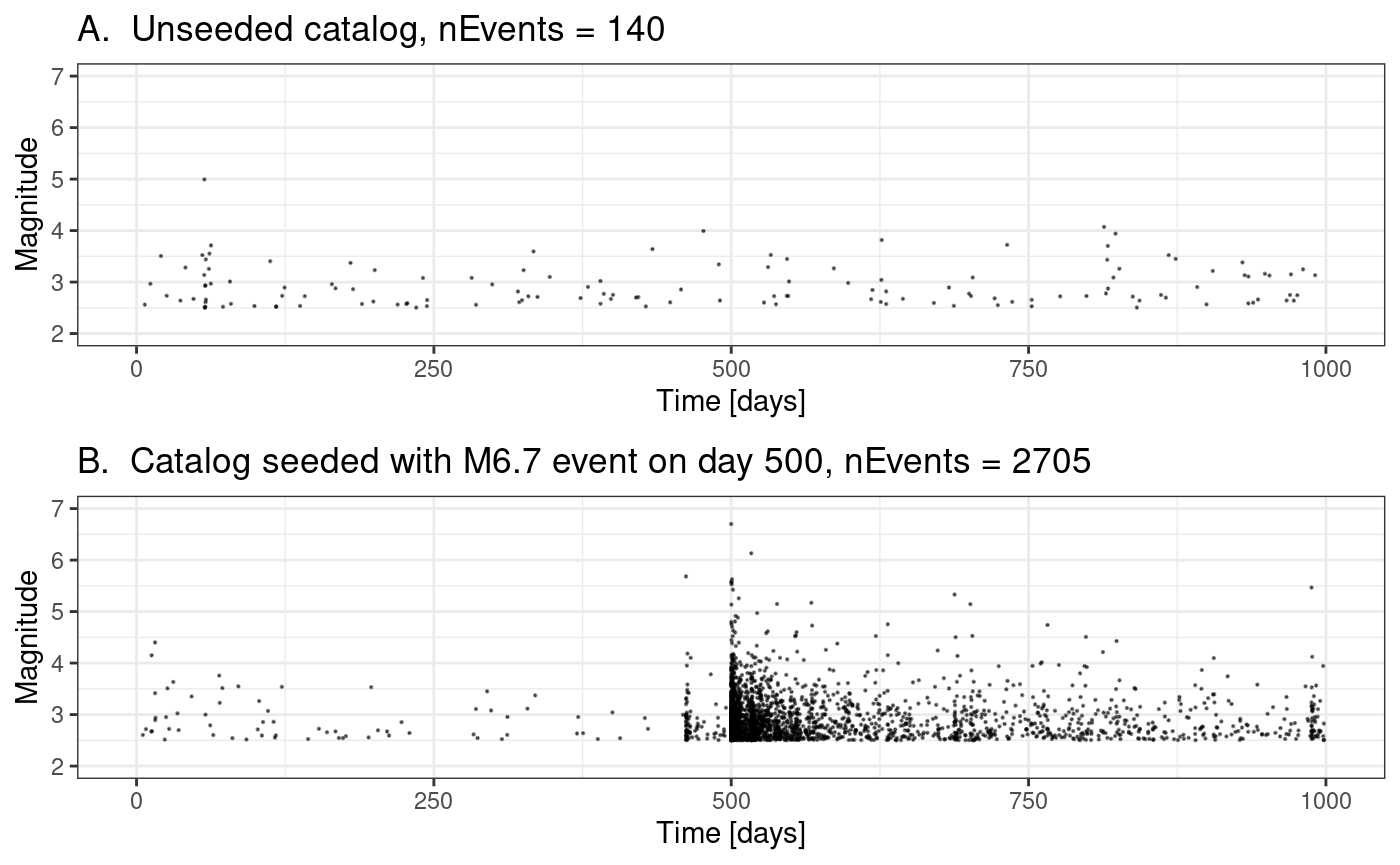 A.  Unseeded catalog, nEvents = 140
7
6
5
4
3
2
Magnitude
0 250 500 750 1000
Time [days]
B.  Catalog seeded with M6.7 event on day 500, nEvents = 2705
7
6
5
4
3
2
Magnitude
0 250 500 750 1000
Time [days]